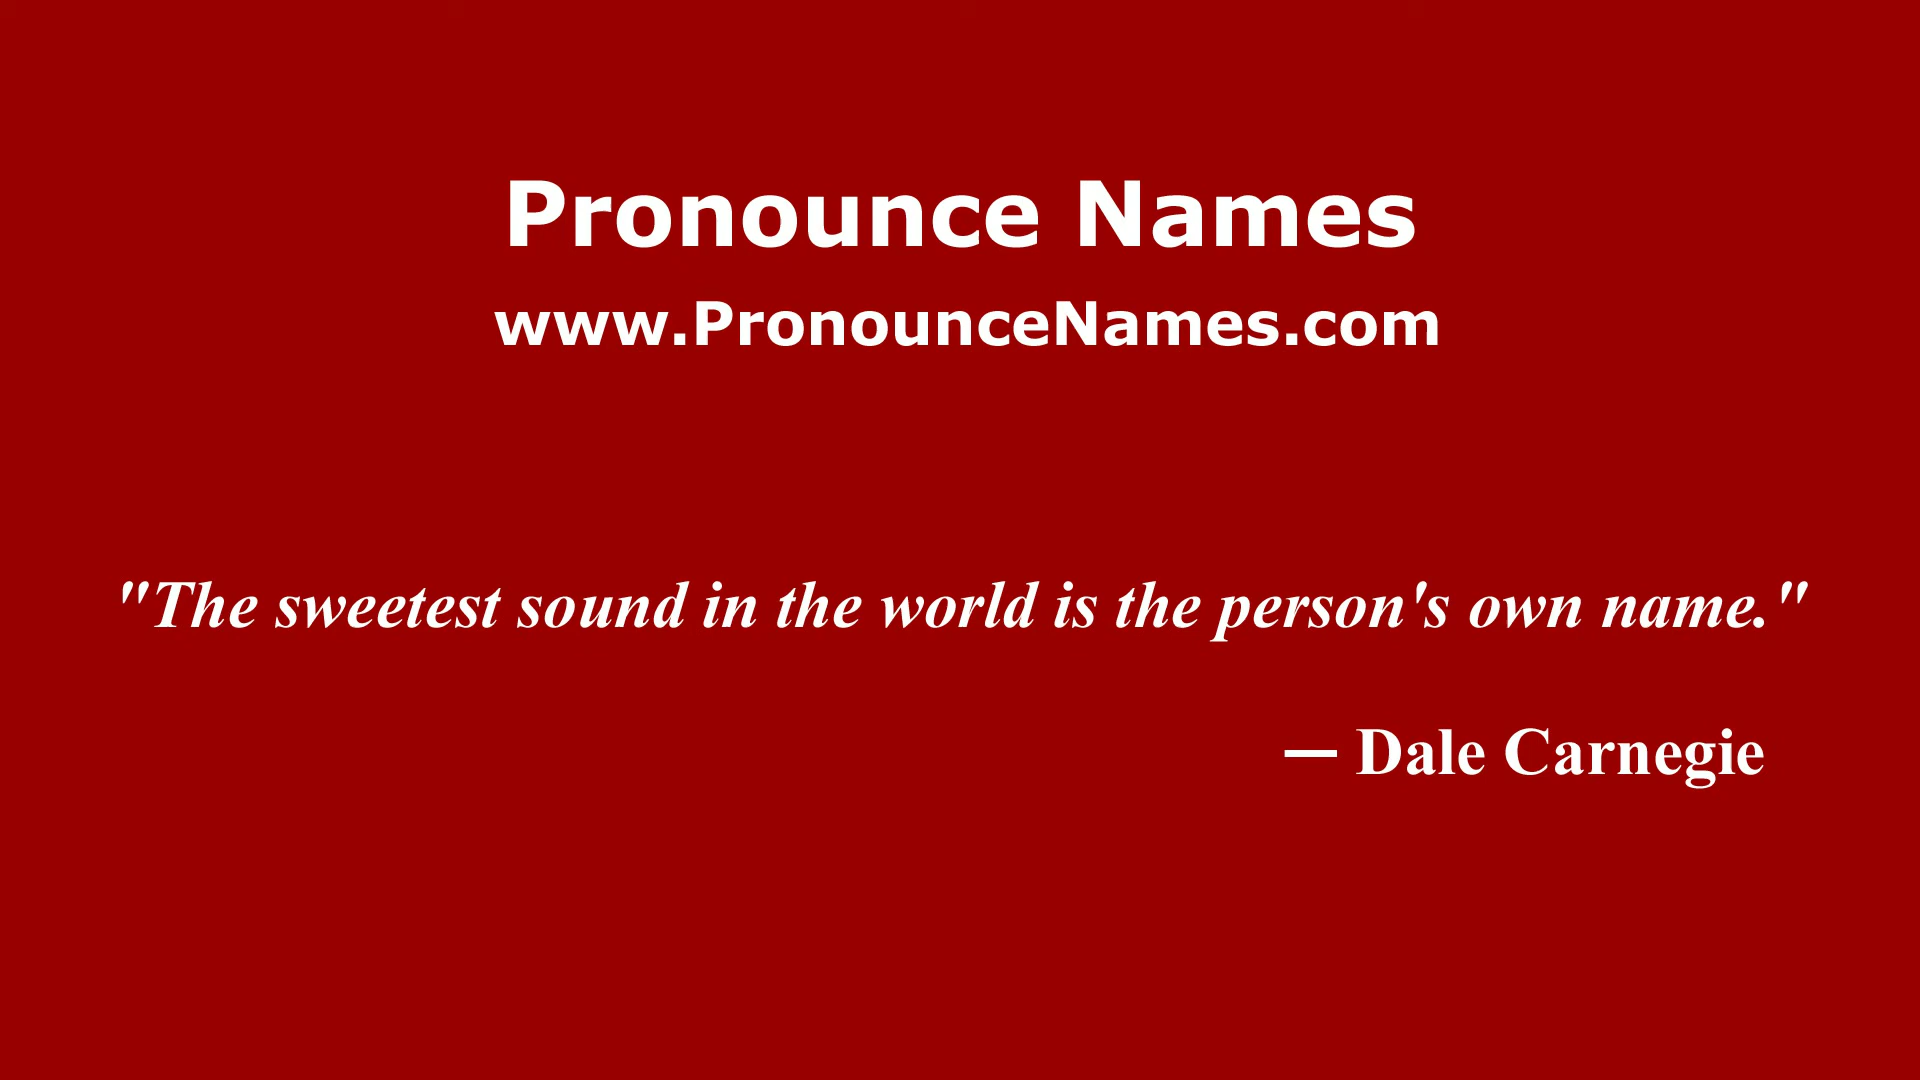 Pronounce Names
www.PronounceNames.com
"The sweetest sound in the world is the person's own name."
— Dale Carnegie